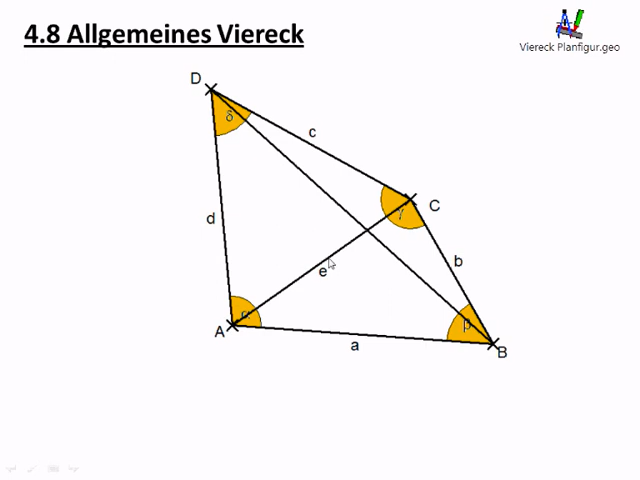 4.8 Allgemeines Viereck
Viereck Planfigur.geo
D
δ
c
C
γ
d
b
e
α
β
A
a
B